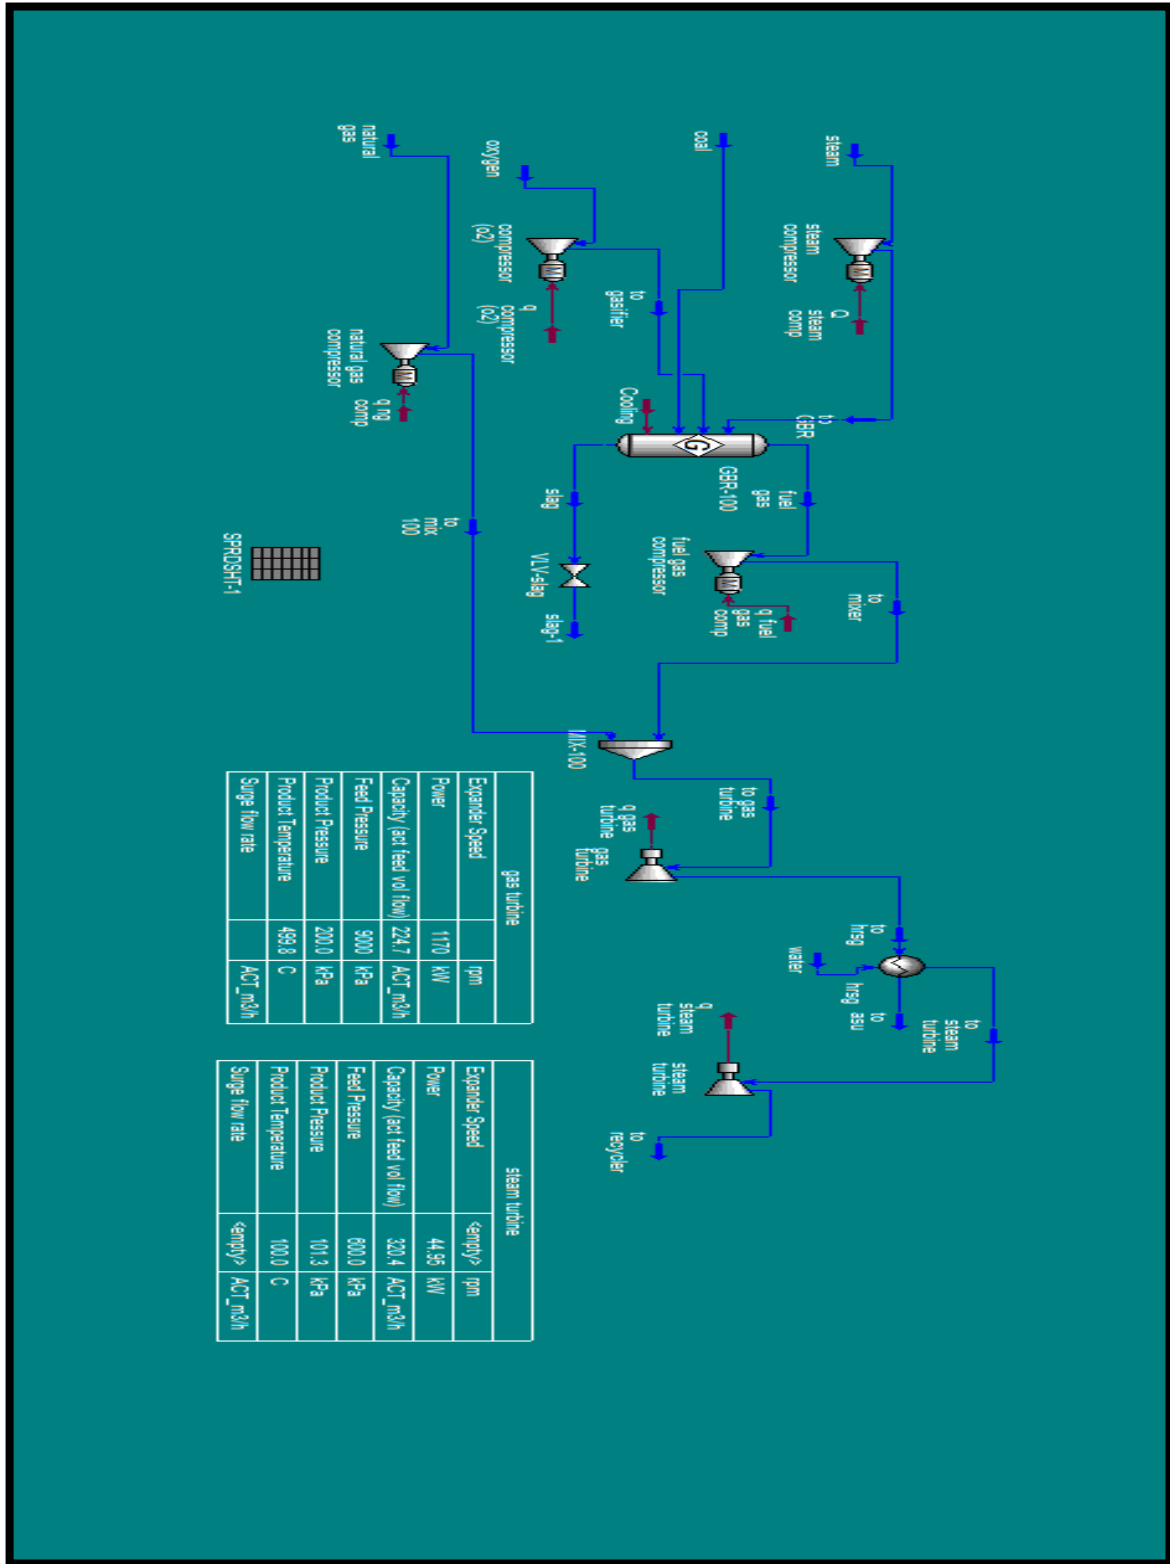 steam
steam
compressor
Q
steam
comp
to
GBR
coal
oxygen
compressor
(o2)
q
compressor
(o2)
to
gasifier
natural
gas
natural gas
compressor
q ng
comp
to
mix
100
Cooling
G
GBR-100
fuel
gas
slag
VLV-slag
slag-1
fuel gas
compressor
q fuel
gas
comp
to
mixer
MIX-100
to gas
turbine
gas
turbine
q gas
turbine
to
hrsg
water
hrsg
to
asu
to
steam
turbine
steam
turbine
q
steam
turbine
to
recycler
SPRDSHT-1
M
M
M
M
gas turbine
Expander Speed rpm
Power 1170 kW
Capacity (act feed vol flow) 224.7 ACT_m3/h
Feed Pressure 9000 kPa
Product Pressure 200.0 kPa
Product Temperature 499.8 C
Surge flow rate ACT_m3/h
steam turbine
Expander Speed <empty> rpm
Power 44.95 kW
Capacity (act feed vol flow) 320.4 ACT_m3/h
Feed Pressure 600.0 kPa
Product Pressure 101.3 kPa
Product Temperature 100.0 C
Surge flow rate <empty> ACT_m3/h